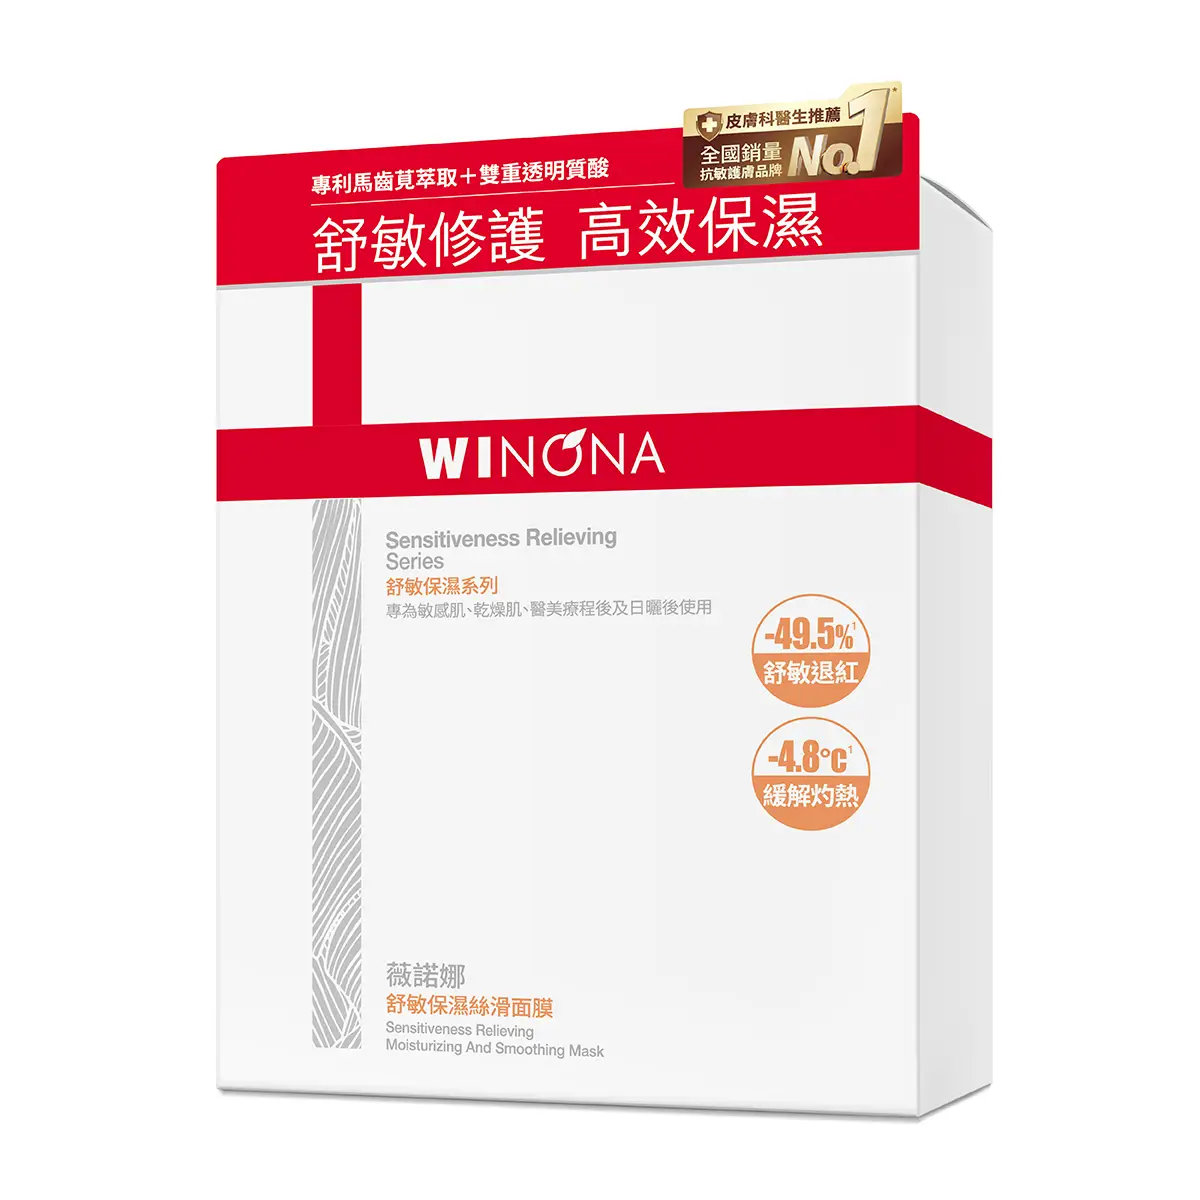 皮膚科醫生推薦
全國銷量
抗敏護膚品牌
No.1*
專利馬齒莧萃取＋雙重透明質酸
舒敏修護 高效保濕
WINONA
Sensitiveness Relieving
Series
舒敏保濕系列
專為敏感肌、乾燥肌、醫美療程後及日曬後使用
-49.5%¹
舒敏退紅
-4.8°C¹
緩解灼熱
薇諾娜
舒敏保濕絲滑面膜
Sensitiveness Relieving
Moisturizing And Smoothing Mask